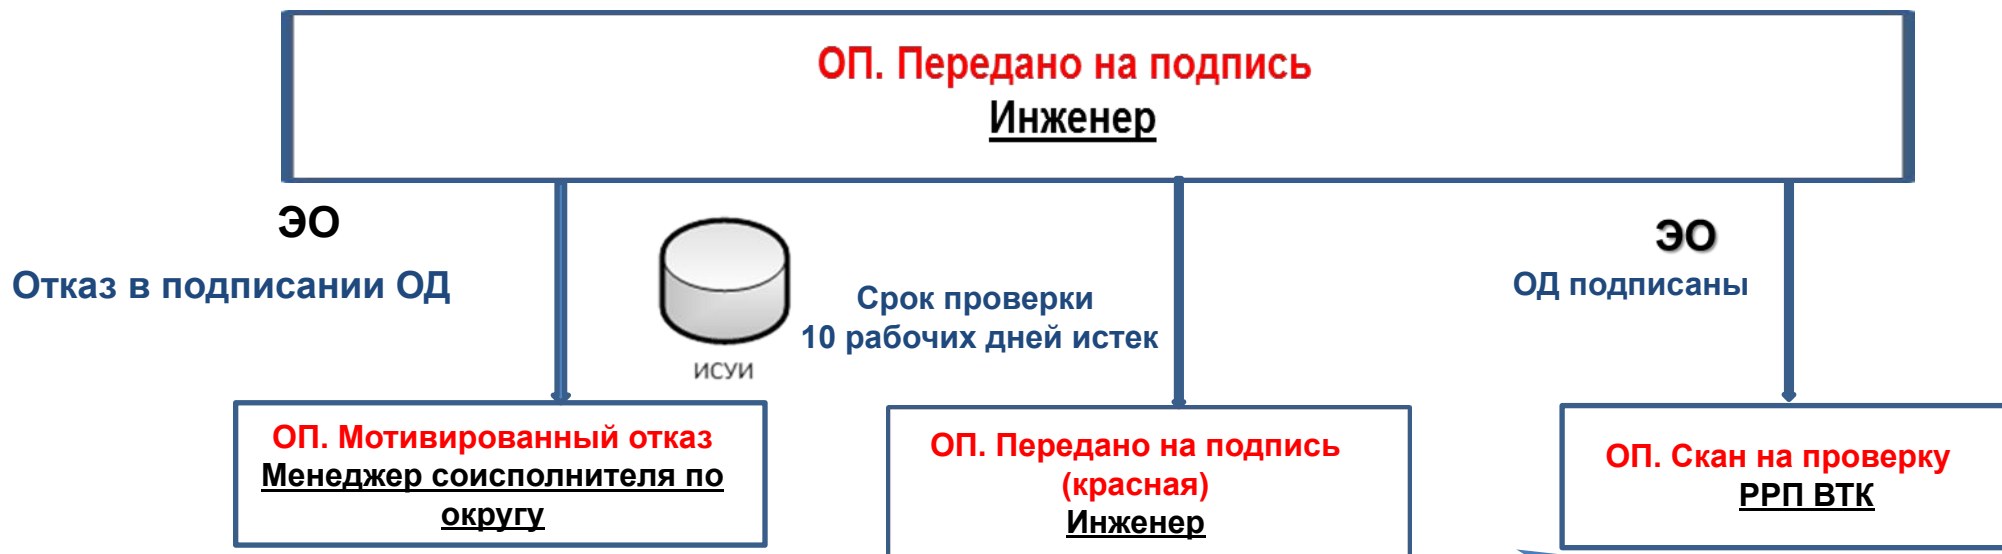 ОП. Передано на подпись
Инженер
ЭО
Отказ в подписании ОД
ИСУИ
Срок проверки
10 рабочих дней истек
ЭО
ОД подписаны
ОП. Мотивированный отказ
Менеджер соисполнителя по
округу
ОП. Передано на подпись
(красная)
Инженер
ОП. Скан на проверку
РРП ВТК